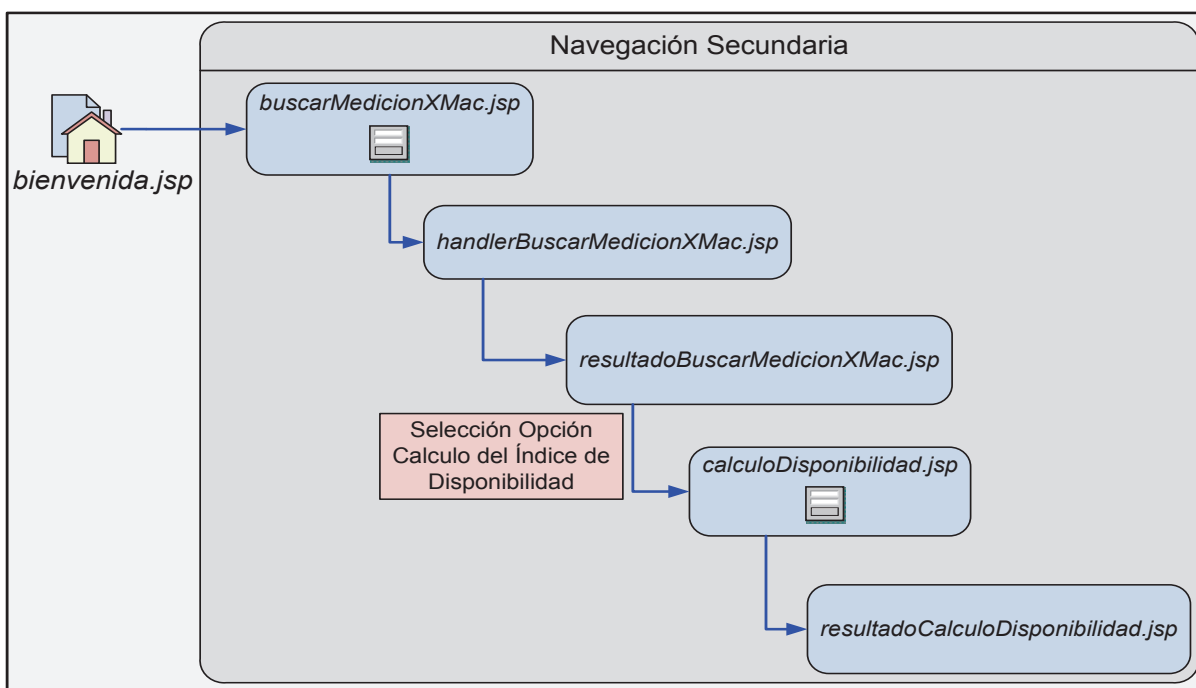 Navegación Secundaria
buscarMedicionXMac.jsp
bienvenida.jsp
handlerBuscarMedicionXMac.jsp
resultadoBuscarMedicionXMac.jsp
Selección Opción
Calculo del Índice de
Disponibilidad
calculoDisponibilidad.jsp
resultadoCalculoDisponibilidad.jsp